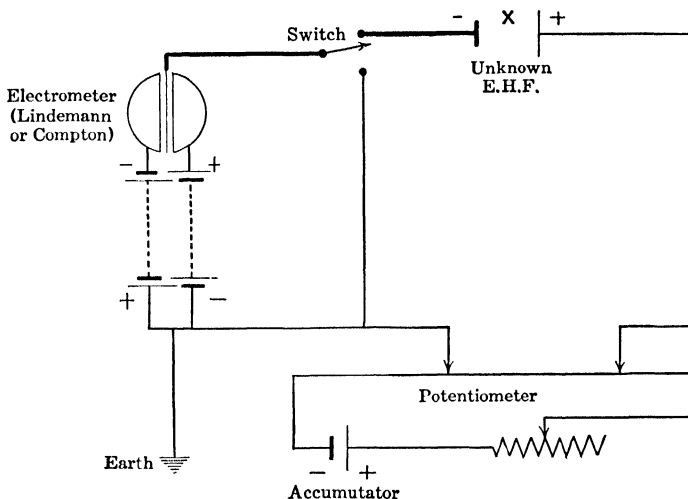 Switch
- X +
Unknown
E.H.F.
Electrometer
(Lindemann
or Compton)
- +
+ -
Potentiometer
Earth
- +
Accumutator